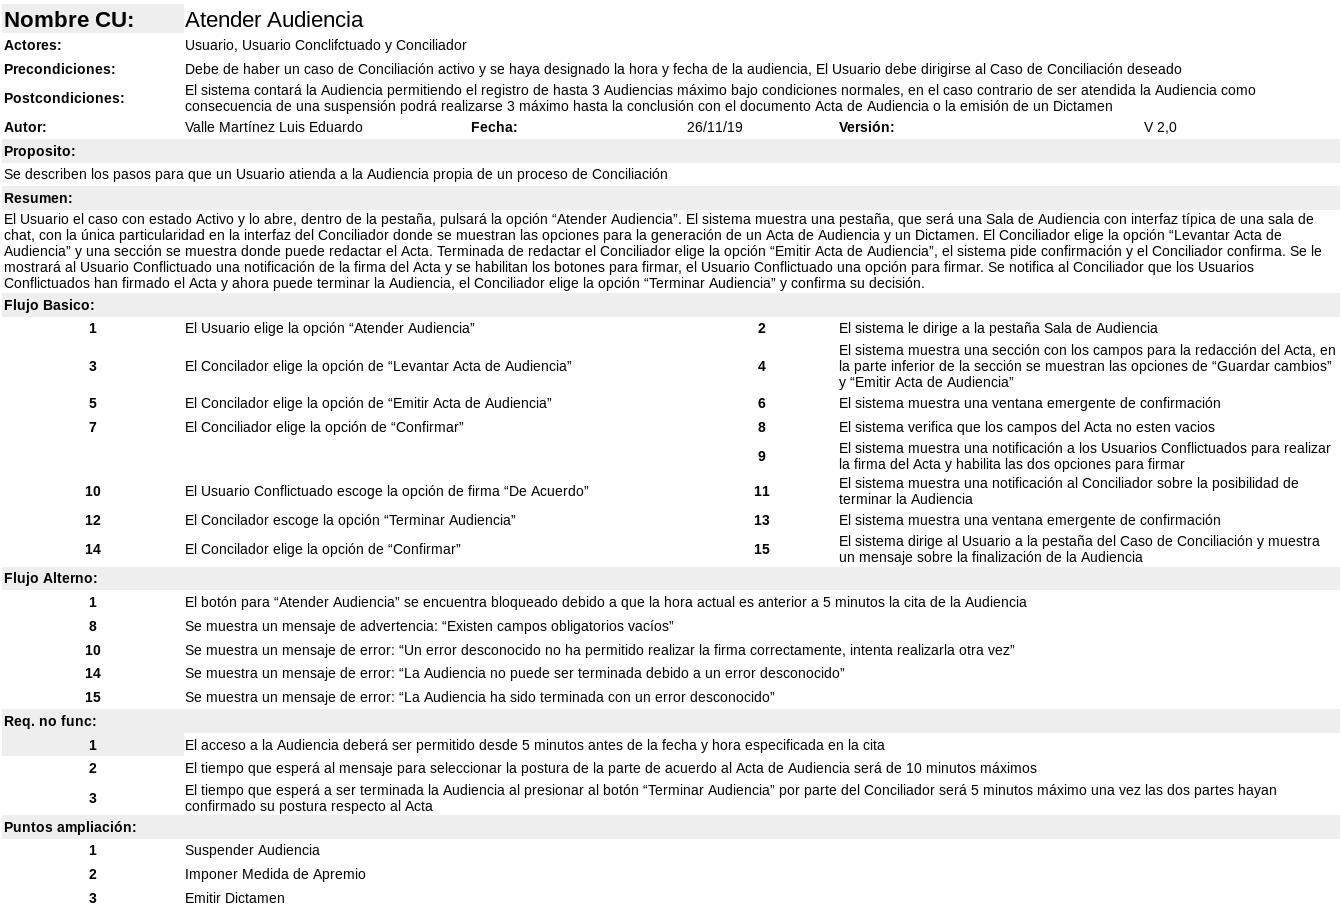 Nombre CU: Atender Audiencia
Actores: Usuario, Usuario Conclifctuado y Conciliador
Precondiciones: Debe de haber un caso de Conciliación activo y se haya designado la hora y fecha de la audiencia, El Usuario debe dirigirse al Caso de Conciliación deseado
Postcondiciones: El sistema contará la Audiencia permitiendo el registro de hasta 3 Audiencias máximo bajo condiciones normales, en el caso contrario de ser atendida la Audiencia como
consecuencia de una suspensión podrá realizarse 3 máximo hasta la conclusión con el documento Acta de Audiencia o la emisión de un Dictamen
Autor: Valle Martínez Luis Eduardo Fecha: 26/11/19 Versión: V 2,0
Proposito:
Se describen los pasos para que un Usuario atienda a la Audiencia propia de un proceso de Conciliación
Resumen:
El Usuario el caso con estado Activo y lo abre, dentro de la pestaña, pulsará la opción “Atender Audiencia”. El sistema muestra una pestaña, que será una Sala de Audiencia con interfaz típica de una sala de
chat, con la única particularidad en la interfaz del Conciliador donde se muestran las opciones para la generación de un Acta de Audiencia y un Dictamen. El Conciliador elige la opción “Levantar Acta de
Audiencia” y una sección se muestra donde puede redactar el Acta. Terminada de redactar el Conciliador elige la opción “Emitir Acta de Audiencia”, el sistema pide confirmación y el Conciliador confirma. Se le
mostrará al Usuario Conflictuado una notificación de la firma del Acta y se habilitan los botones para firmar, el Usuario Conflictuado una opción para firmar. Se notifica al Conciliador que los Usuarios
Conflictuados han firmado el Acta y ahora puede terminar la Audiencia, el Conciliador elige la opción “Terminar Audiencia” y confirma su decisión.
Flujo Basico:
1 El Usuario elige la opción “Atender Audiencia” 2 El sistema le dirige a la pestaña Sala de Audiencia
3 El Concilador elige la opción de “Levantar Acta de Audiencia” 4 El sistema muestra una sección con los campos para la redacción del Acta, en
la parte inferior de la sección se muestran las opciones de “Guardar cambios”
y “Emitir Acta de Audiencia”
5 El Concilador elige la opción de “Emitir Acta de Audiencia” 6 El sistema muestra una ventana emergente de confirmación
7 El Conciliador elige la opción de “Confirmar” 8 El sistema verifica que los campos del Acta no esten vacios
9 El sistema muestra una notificación a los Usuarios Conflictuados para realizar
la firma del Acta y habilita las dos opciones para firmar
10 El Usuario Conflictuado escoge la opción de firma “De Acuerdo” 11 El sistema muestra una notificación al Conciliador sobre la posibilidad de
terminar la Audiencia
12 El Concilador escoge la opción “Terminar Audiencia” 13 El sistema muestra una ventana emergente de confirmación
14 El Concilador elige la opción de “Confirmar” 15 El sistema dirige al Usuario a la pestaña del Caso de Conciliación y muestra
un mensaje sobre la finalización de la Audiencia
Flujo Alterno:
1 El botón para “Atender Audiencia” se encuentra bloqueado debido a que la hora actual es anterior a 5 minutos la cita de la Audiencia
8 Se muestra un mensaje de advertencia: “Existen campos obligatorios vacíos”
10 Se muestra un mensaje de error: “Un error desconocido no ha permitido realizar la firma correctamente, intenta realizarla otra vez”
14 Se muestra un mensaje de error: “La Audiencia no puede ser terminada debido a un error desconocido”
15 Se muestra un mensaje de error: “La Audiencia ha sido terminada con un error desconocido”
Req. no func:
1 El acceso a la Audiencia deberá ser permitido desde 5 minutos antes de la fecha y hora especificada en la cita
2 El tiempo que esperá al mensaje para seleccionar la postura de la parte de acuerdo al Acta de Audiencia será de 10 minutos máximos
3 El tiempo que esperá a ser terminada la Audiencia al presionar al botón “Terminar Audiencia” por parte del Conciliador será 5 minutos máximo una vez las dos partes hayan
confirmado su postura respecto al Acta
Puntos ampliación:
1 Suspender Audiencia
2 Imponer Medida de Apremio
3 Emitir Dictamen